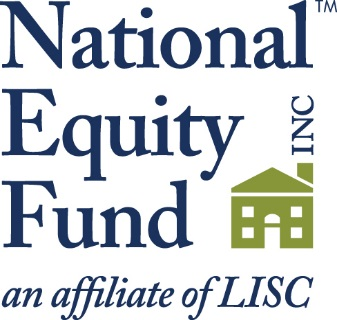 National™
Equity
INC
Fund
an affiliate of LISC